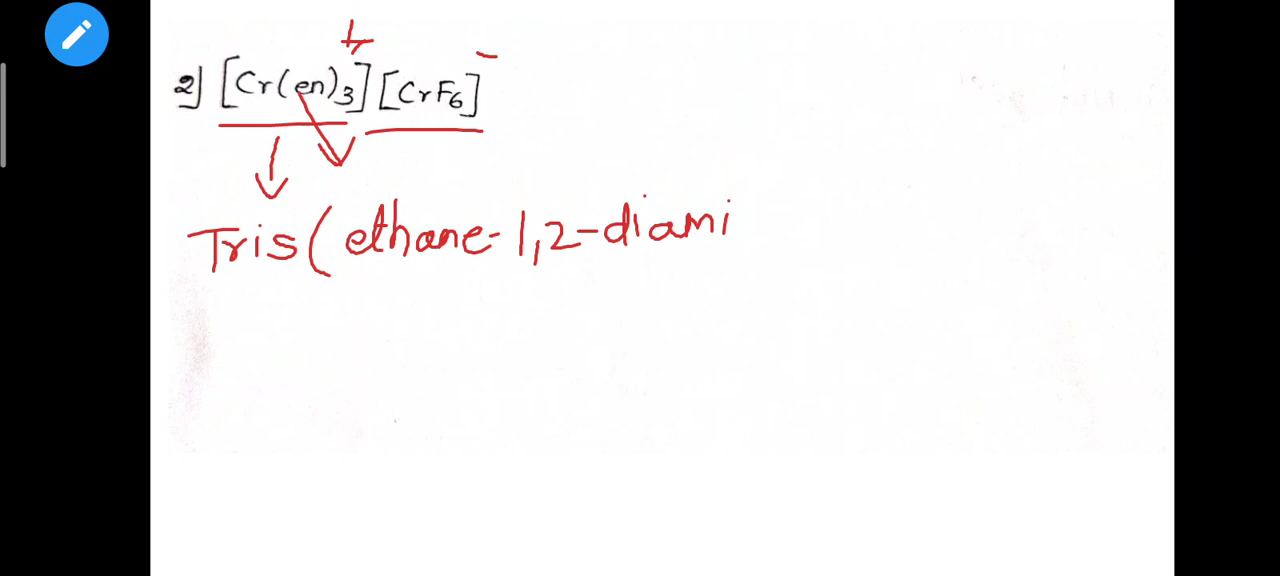 + -
2] [Cr(en)3] [CrF6]
Tris( ethane-1,2-diami